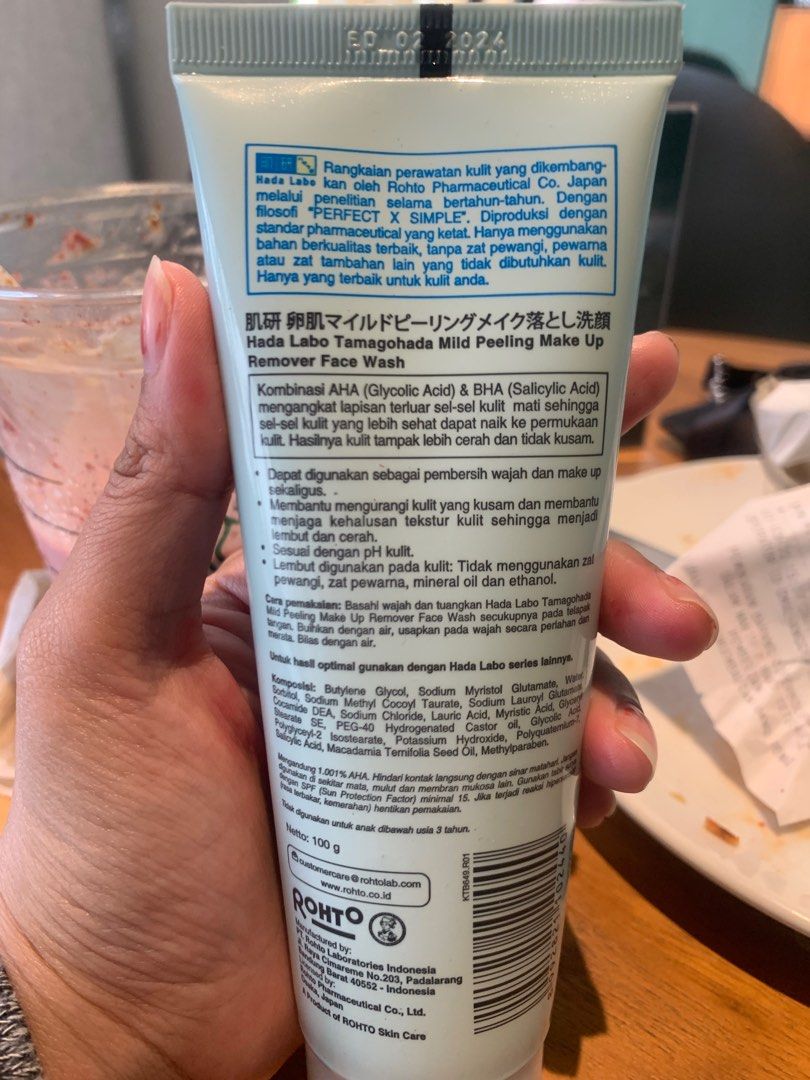 ED 02 2024
肌研
Hada Labo
Rangkaian perawatan kulit yang dikembang-
kan oleh Rohto Pharmaceutical Co. Japan
melalui penelitian selama bertahun-tahun. Dengan
filosofi "PERFECT X SIMPLE". Diproduksi dengan
standar pharmaceutical yang ketat. Hanya menggunakan
bahan berkualitas terbaik, tanpa zat pewangi, pewarna
atau zat tambahan lain yang tidak dibutuhkan kulit.
Hanya yang terbaik untuk kulit anda.
肌研 卵肌マイルドピーリングメイク落とし洗顔
Hada Labo Tamagohada Mild Peeling Make Up
Remover Face Wash
Kombinasi AHA (Glycolic Acid) & BHA (Salicylic Acid)
mengangkat lapisan terluar sel-sel kulit mati sehingga
sel-sel kulit yang lebih sehat dapat naik ke permukaan
kulit. Hasilnya kulit tampak lebih cerah dan tidak kusam.
• Dapat digunakan sebagai pembersih wajah dan make up
sekaligus.
• Membantu mengurangi kulit yang kusam dan membantu
menjaga kehalusan tekstur kulit sehingga menjadi
lembut dan cerah.
• Sesuai dengan pH kulit.
• Lembut digunakan pada kulit: Tidak menggunakan zat
pewangi, zat pewarna, mineral oil dan ethanol.
Cara pemakaian: Basahi wajah dan tuangkan Hada Labo Tamagohada
Mild Peeling Make Up Remover Face Wash secukupnya pada telapak
tangan. Buihkan dengan air, usapkan pada wajah secara perlahan dan
merata. Bilas dengan air.
Untuk hasil optimal gunakan dengan Hada Labo series lainnya.
Komposisi: Butylene Glycol, Sodium Myristol Glutamate, Water,
Sorbitol, Sodium Methyl Cocoyl Taurate, Sodium Lauroyl Glutamate,
Cocamide DEA, Sodium Chloride, Lauric Acid, Myristic Acid, Glyceryl
Stearate SE, PEG-40 Hydrogenated Castor oil, Glycolic Acid,
Polyglyceyl-2 Isostearate, Potassium Hydroxide, Polyquaternium-7,
Salicylic Acid, Macadamia Ternifolia Seed Oil, Methylparaben.
Mengandung 1.001% AHA. Hindari kontak langsung dengan sinar matahari. Jangan
digunakan di sekitar mata, mulut dan membran mukosa lain. Gunakan tabir surya
dengan SPF (Sun Protection Factor) minimal 15. Jika terjadi reaksi
(rasa terbakar, kemerahan) hentikan pemakaian.
Tidak digunakan untuk anak dibawah usia 3 tahun.
Netto: 100 g
customercare@rohtolab.com
www.rohto.co.id
ROHTO
Manufactured by:
PT. Rohto Laboratories Indonesia
Jl. Raya Cimareme No.203, Padalarang
Bandung Barat 40552 - Indonesia
Licensed by:
Rohto Pharmaceutical Co., Ltd.
Osaka, Japan
A Product of ROHTO Skin Care
KTB649.R01